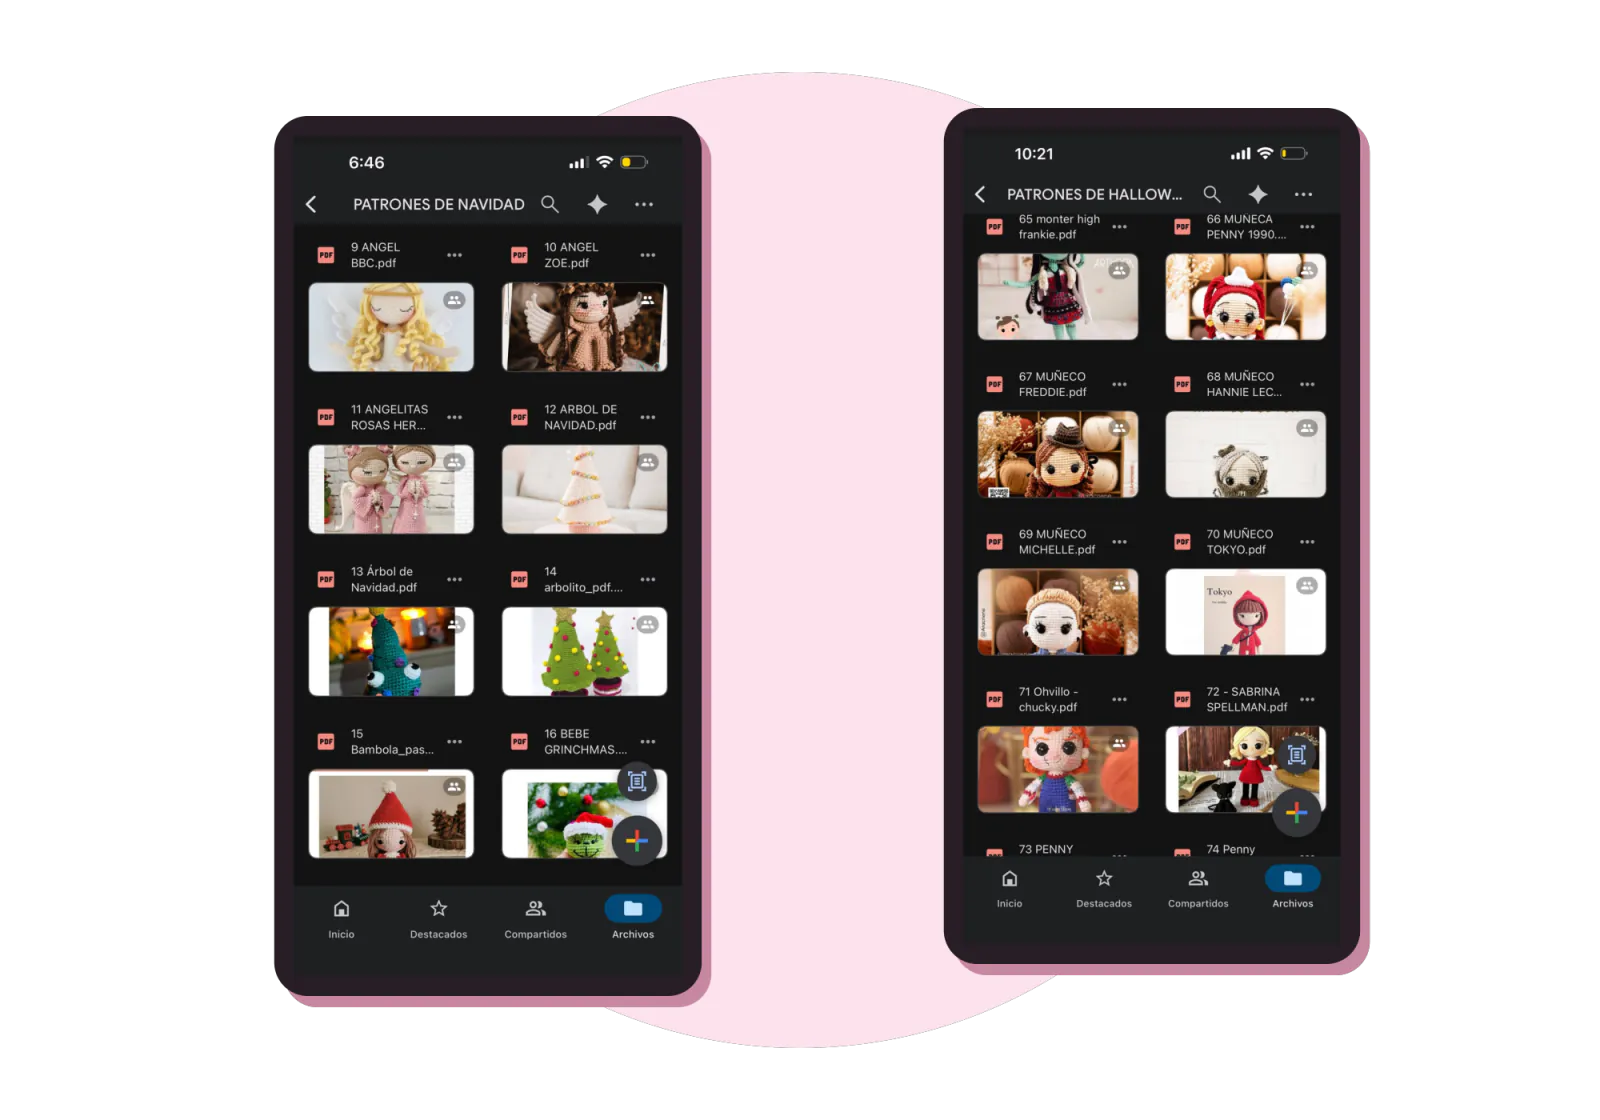 6:46
PATRONES DE NAVIDAD
PDF
9 ANGEL
BBC.pdf
PDF
10 ANGEL
ZOE.pdf
PDF
11 ANGELITAS
ROSAS HER...
PDF
12 ARBOL DE
NAVIDAD.pdf
PDF
13 Árbol de
Navidad.pdf
PDF
14
arbolito_pdf....
PDF
15
Bambola_pas...
PDF
16 BEBE
GRINCHMAS....
Inicio
Destacados
Compartidos
Archivos
10:21
PATRONES DE HALLOW...
PDF
65 monter high
frankie.pdf
PDF
66 MUÑECA
PENNY 1990....
PDF
67 MUÑECO
FREDDIE.pdf
PDF
68 MUÑECO
HANNIE LEC...
PDF
69 MUÑECO
MICHELLE.pdf
PDF
70 MUÑECO
TOKYO.pdf
Tokyo
PDF
71 Ohvillo -
chucky.pdf
PDF
72 - SABRINA
SPELLMAN.pdf
73 PENNY
74 Penny
Inicio
Destacados
Compartidos
Archivos